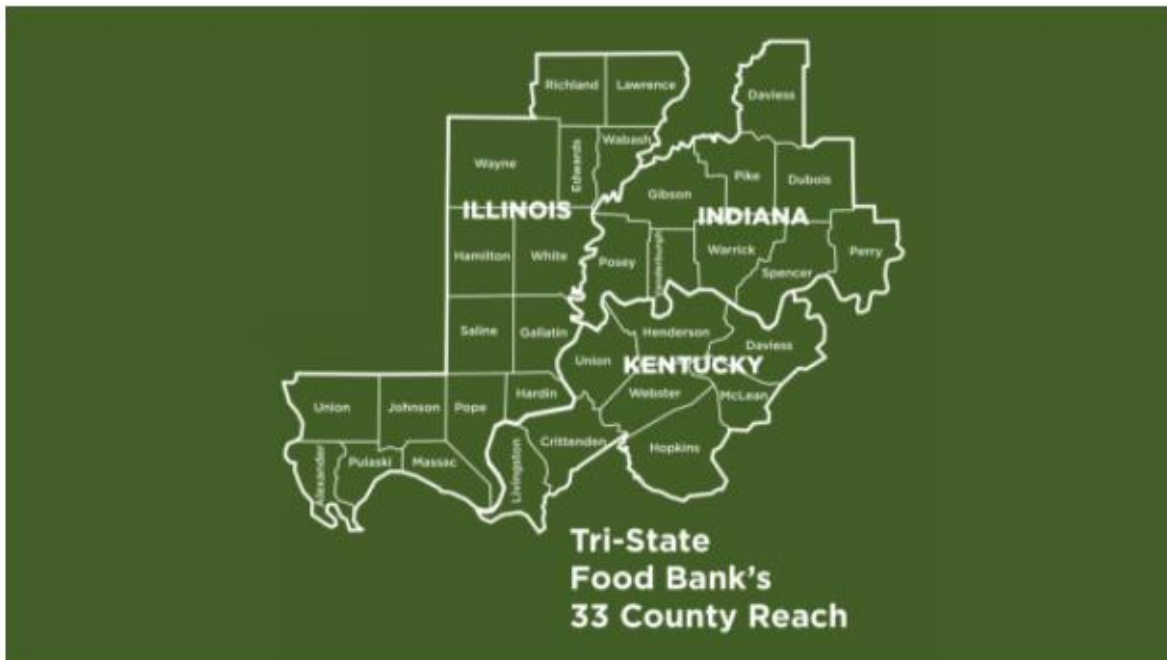 Richland
Lawrence
Daviess
Wayne
Edwards
Wabash
Gibson
Pike
Dubois
ILLINOIS
INDIANA
Hamilton
White
Posey
Vanderburgh
Warrick
Spencer
Perry
Saline
Gallatin
Henderson
Daviess
Union
KENTUCKY
Hardin
Webster
McLean
Union
Johnson
Pope
Crittenden
Hopkins
Alexander
Pulaski
Massac
Livingston
Tri-State
Food Bank's
33 County Reach